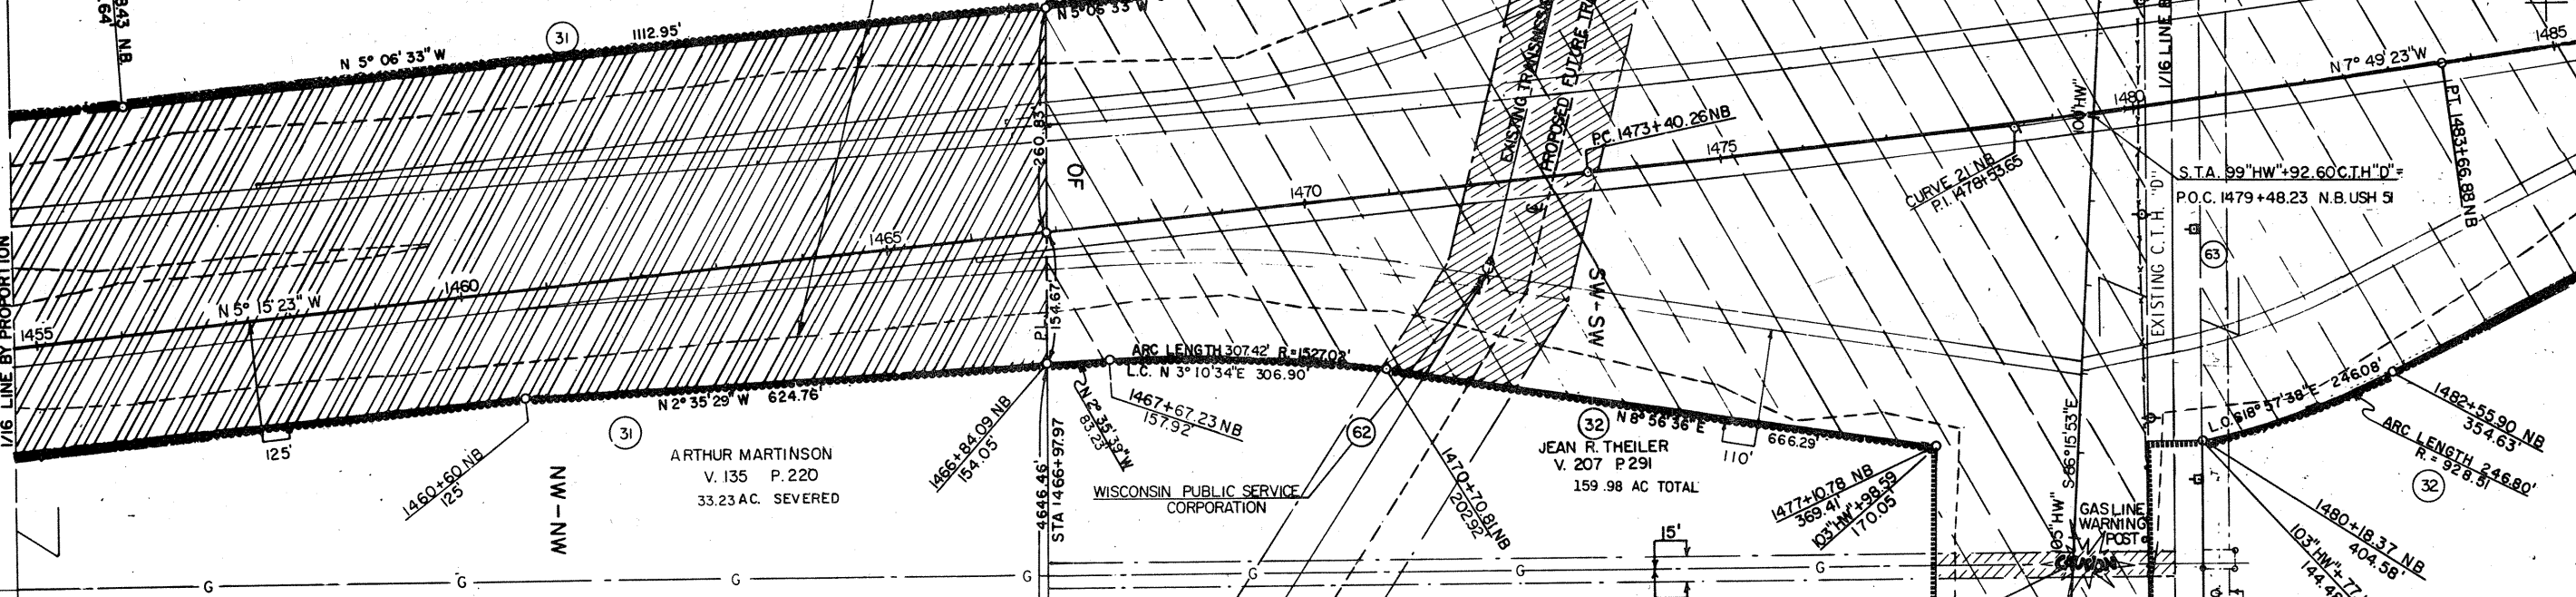 843 N.B.
.64'
N 5° 06' 33" W
31
1112.95'
N 5° 06' 33 W
1/16 LINE BY PROPORTION
1455
N 5° 15' 23" W
1460
1465
125'
1460+60 NB
125'
N 2° 35' 29" W 624.76'
31
ARTHUR MARTINSON
V. 135 P. 220
33.23 AC. SEVERED
NW-NW
260.83'
OF
P.I.
154.67'
1466+84.09 NB
154.05'
4646.46'
STA 1466+97.97
N 2° 35' 39" W
83.23'
ARC LENGTH 307.42' R=1527.02'
L.C. N 3° 10' 34" E 306.90'
1467+67.23 NB
157.92'
WISCONSIN PUBLIC SERVICE
CORPORATION
62
1470
EXISTING
PROPOSED FUTURE
P.C. 1473+40.26 NB
1475
SW-SW
32
N 8° 56' 36" E
666.29'
JEAN R. THEILER
V. 207 P 291
159.98 AC TOTAL
110'
1470+70.81 NB
202.92'
15'
1477+10.78 NB
369.41'
103"HW"+98.59
170.05
CURVE 21 NB
P.I. 1478+53.65
100"HW"
1480
1/16 LINE
N 7° 49' 23" W
1485
P.T. 1483+66.88 NB
S.T.A. 99"HW"+92.60 C.T.H "D" =
P.O.C. 1479+48.23 N.B. USH 51
EXISTING C.T.H. "D"
63
S 86° 15' 53" E
105"HW"
GAS LINE
WARNING
POST
CAUTION
246.08'
1482+55.90 NB
354.63'
ARC LENGTH 246.80'
R. = 928.51
32
1480+18.37 NB
404.58'
103"HW"+77
G G G G G G G